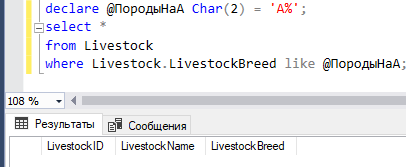 declare @ПородыНаА Char(2) = 'А%';
select *
from Livestock
where Livestock.LivestockBreed like @ПородыНаА;
108 %
Результаты Сообщения
LivestockID LivestockName LivestockBreed